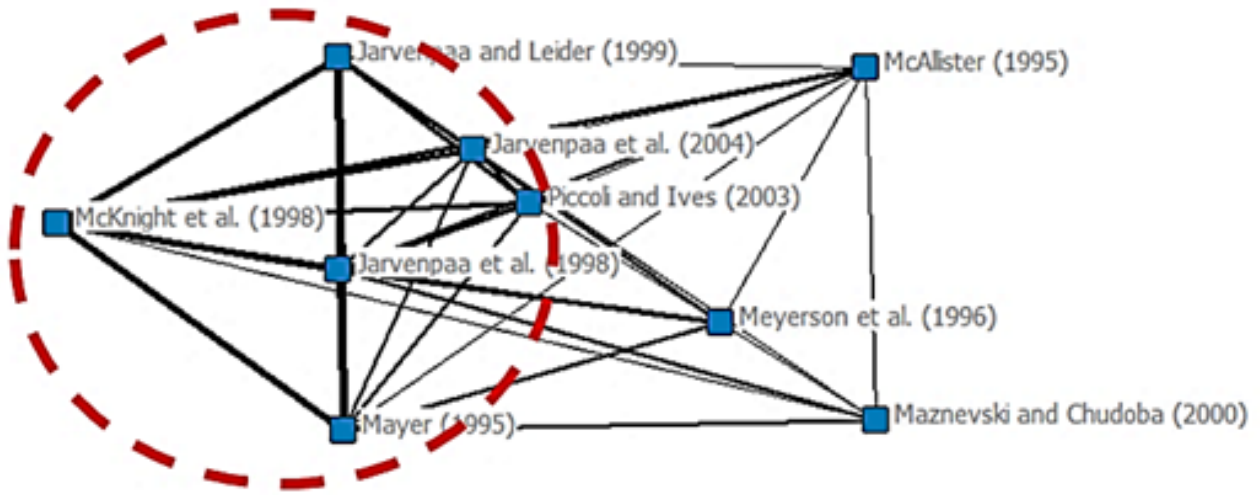 Jarvenpaa and Leider (1999)
McAlister (1995)
Jarvenpaa et al. (2004)
Piccoli and Ives (2003)
McKnight et al. (1998)
Jarvenpaa et al. (1998)
Meyerson et al. (1996)
Maznevski and Chudoba (2000)
Mayer (1995)